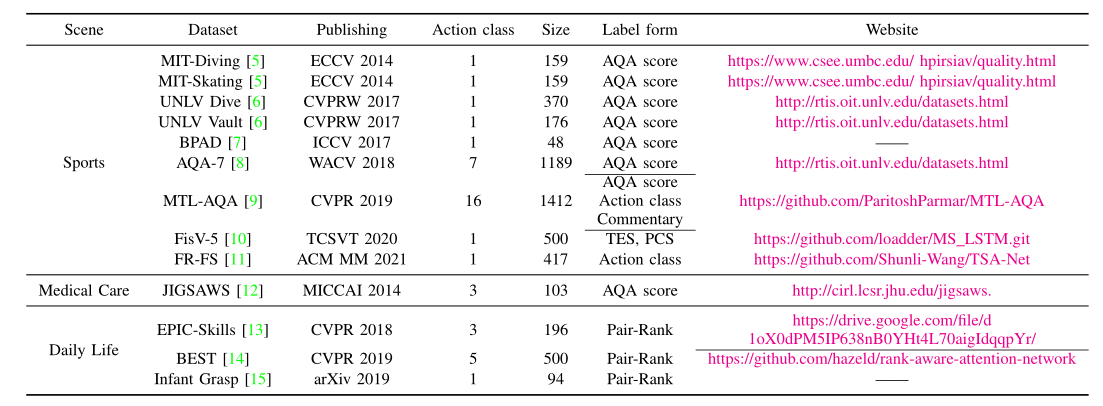 Scene Dataset Publishing Action class Size Label form Website
MIT-Diving [5] ECCV 2014 1 159 AQA score https://www.csee.umbc.edu/ hpirsiav/quality.html
MIT-Skating [5] ECCV 2014 1 159 AQA score https://www.csee.umbc.edu/ hpirsiav/quality.html
UNLV Dive [6] CVPRW 2017 1 370 AQA score http://rtis.oit.unlv.edu/datasets.html
UNLV Vault [6] CVPRW 2017 1 176 AQA score http://rtis.oit.unlv.edu/datasets.html
BPAD [7] ICCV 2017 1 48 AQA score ——
Sports AQA-7 [8] WACV 2018 7 1189 AQA score http://rtis.oit.unlv.edu/datasets.html
AQA score
MTL-AQA [9] CVPR 2019 16 1412 Action class https://github.com/ParitoshParmar/MTL-AQA
Commentary
FisV-5 [10] TCSVT 2020 1 500 TES, PCS https://github.com/loadder/MS_LSTM.git
FR-FS [11] ACM MM 2021 1 417 Action class https://github.com/Shunli-Wang/TSA-Net
Medical Care JIGSAWS [12] MICCAI 2014 3 103 AQA score http://cirl.lcsr.jhu.edu/jigsaws.
https://drive.google.com/file/d
EPIC-Skills [13] CVPR 2018 3 196 Pair-Rank
1oX0dPM5IP638nB0YHt4L70aigIdqqpYr/
Daily Life
BEST [14] CVPR 2019 5 500 Pair-Rank https://github.com/hazeld/rank-aware-attention-network
Infant Grasp [15] arXiv 2019 1 94 Pair-Rank ——